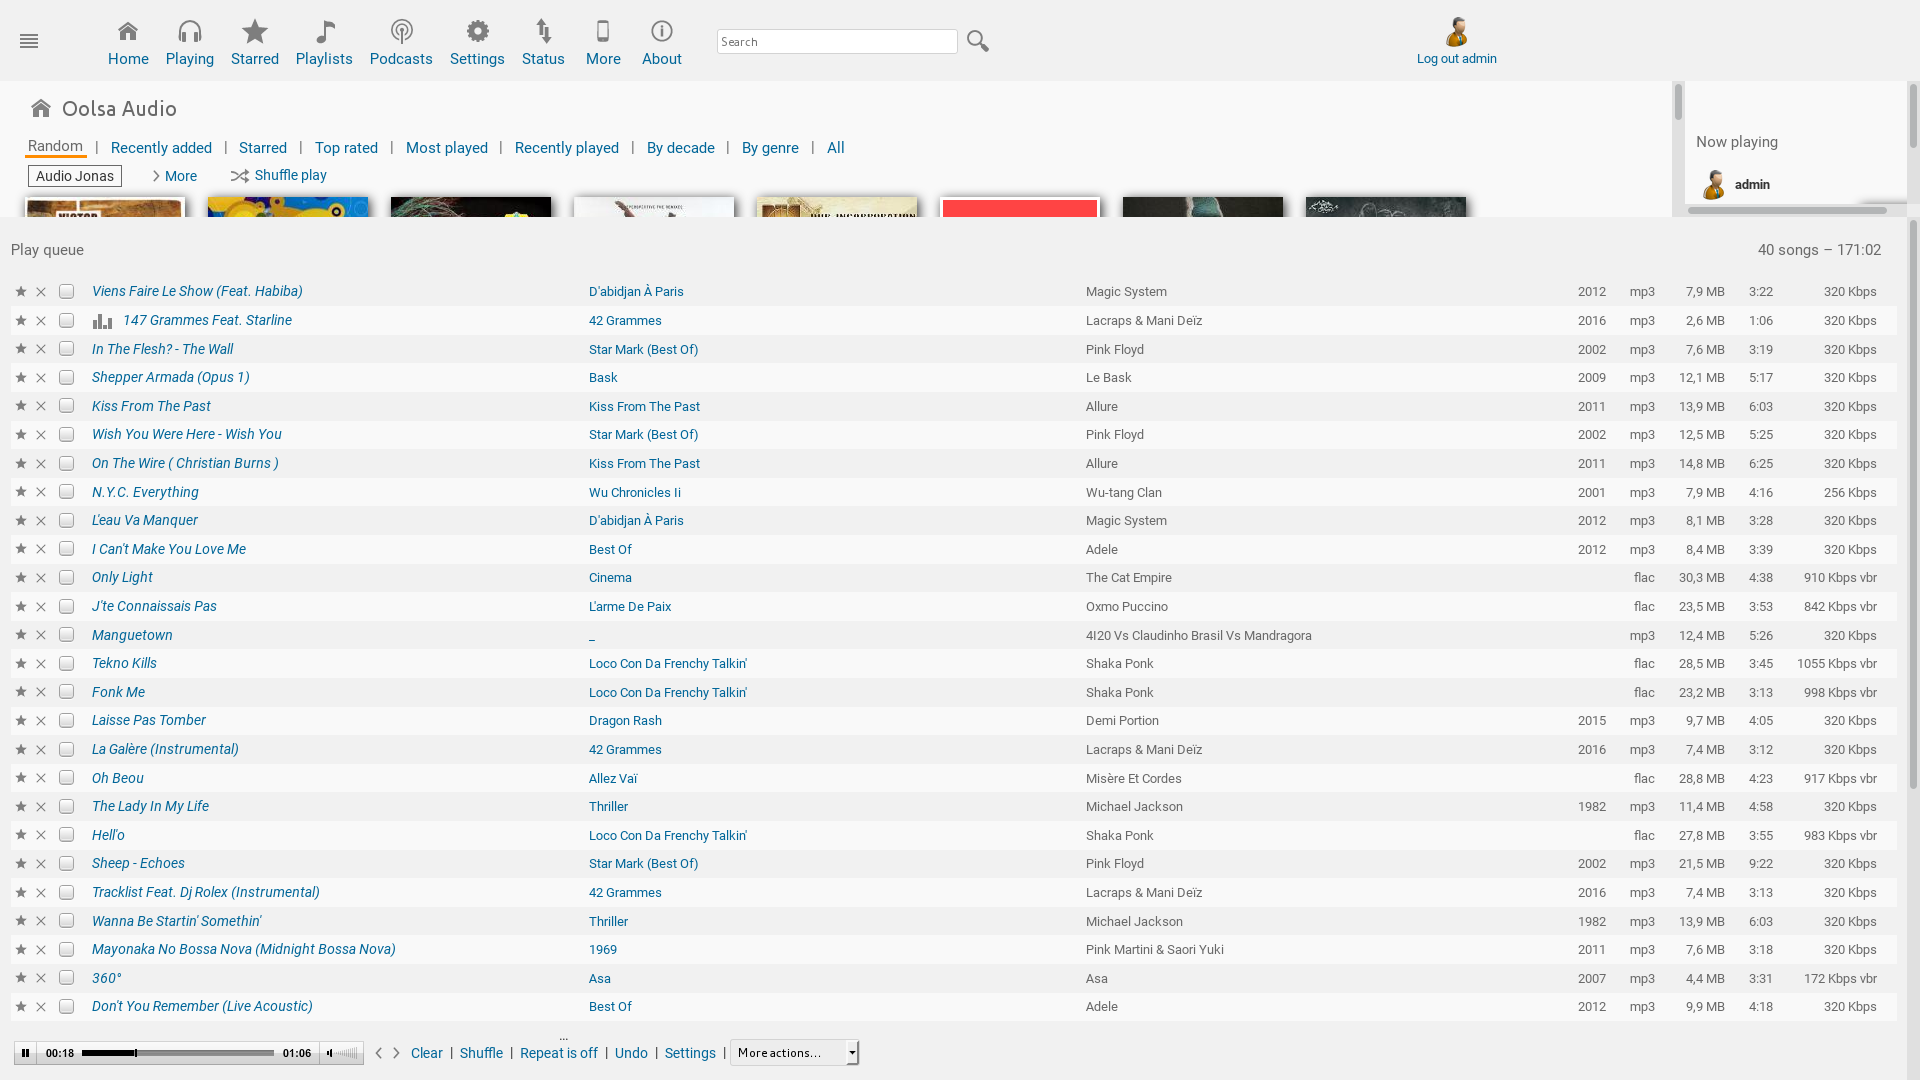 Home Playing Starred Playlists Podcasts Settings Status More About Search Log out admin
Oolsa Audio
Random | Recently added | Starred | Top rated | Most played | Recently played | By decade | By genre | All
Now playing
Audio Jonas More Shuffle play
admin
Play queue 40 songs – 171:02
Viens Faire Le Show (Feat. Habiba) D'abidjan À Paris Magic System 2012 mp3 7,9 MB 3:22 320 Kbps
147 Grammes Feat. Starline 42 Grammes Lacraps & Mani Deïz 2016 mp3 2,6 MB 1:06 320 Kbps
In The Flesh? - The Wall Star Mark (Best Of) Pink Floyd 2002 mp3 7,6 MB 3:19 320 Kbps
Shepper Armada (Opus 1) Bask Le Bask 2009 mp3 12,1 MB 5:17 320 Kbps
Kiss From The Past Kiss From The Past Allure 2011 mp3 13,9 MB 6:03 320 Kbps
Wish You Were Here - Wish You Star Mark (Best Of) Pink Floyd 2002 mp3 12,5 MB 5:25 320 Kbps
On The Wire ( Christian Burns ) Kiss From The Past Allure 2011 mp3 14,8 MB 6:25 320 Kbps
N.Y.C. Everything Wu Chronicles Ii Wu-tang Clan 2001 mp3 7,9 MB 4:16 256 Kbps
L'eau Va Manquer D'abidjan À Paris Magic System 2012 mp3 8,1 MB 3:28 320 Kbps
I Can't Make You Love Me Best Of Adele 2012 mp3 8,4 MB 3:39 320 Kbps
Only Light Cinema The Cat Empire flac 30,3 MB 4:38 910 Kbps vbr
J'te Connaissais Pas L'arme De Paix Oxmo Puccino flac 23,5 MB 3:53 842 Kbps vbr
Manguetown _ 4I20 Vs Claudinho Brasil Vs Mandragora mp3 12,4 MB 5:26 320 Kbps
Tekno Kills Loco Con Da Frenchy Talkin' Shaka Ponk flac 28,5 MB 3:45 1055 Kbps vbr
Fonk Me Loco Con Da Frenchy Talkin' Shaka Ponk flac 23,2 MB 3:13 998 Kbps vbr
Laisse Pas Tomber Dragon Rash Demi Portion 2015 mp3 9,7 MB 4:05 320 Kbps
La Galère (Instrumental) 42 Grammes Lacraps & Mani Deïz 2016 mp3 7,4 MB 3:12 320 Kbps
Oh Beou Allez Vaï Misère Et Cordes flac 28,8 MB 4:23 917 Kbps vbr
The Lady In My Life Thriller Michael Jackson 1982 mp3 11,4 MB 4:58 320 Kbps
Hell'o Loco Con Da Frenchy Talkin' Shaka Ponk flac 27,8 MB 3:55 983 Kbps vbr
Sheep - Echoes Star Mark (Best Of) Pink Floyd 2002 mp3 21,5 MB 9:22 320 Kbps
Tracklist Feat. Dj Rolex (Instrumental) 42 Grammes Lacraps & Mani Deïz 2016 mp3 7,4 MB 3:13 320 Kbps
Wanna Be Startin' Somethin' Thriller Michael Jackson 1982 mp3 13,9 MB 6:03 320 Kbps
Mayonaka No Bossa Nova (Midnight Bossa Nova) 1969 Pink Martini & Saori Yuki 2011 mp3 7,6 MB 3:18 320 Kbps
360° Asa Asa 2007 mp3 4,4 MB 3:31 172 Kbps vbr
Don't You Remember (Live Acoustic) Best Of Adele 2012 mp3 9,9 MB 4:18 320 Kbps
...
00:18 01:06 Clear | Shuffle | Repeat is off | Undo | Settings | More actions...